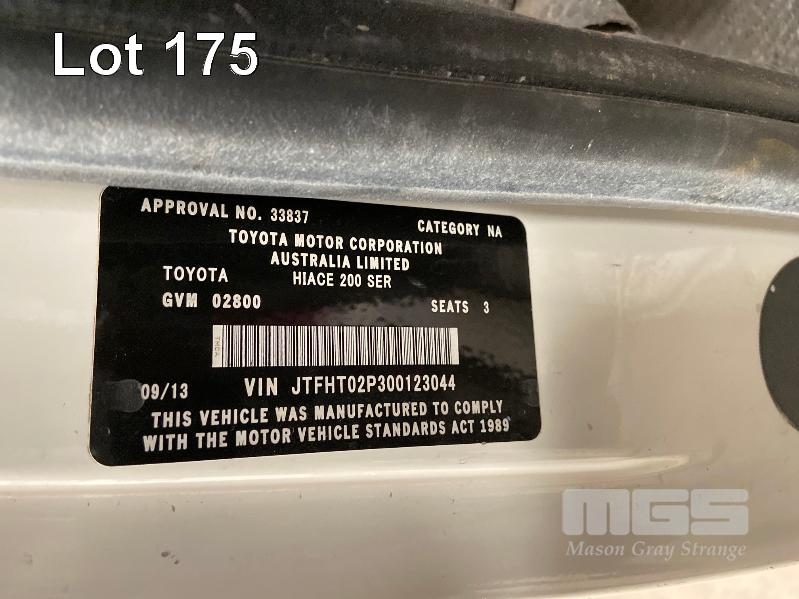 Lot 175
APPROVAL NO. 33837 CATEGORY NA
TOYOTA MOTOR CORPORATION
AUSTRALIA LIMITED
TOYOTA HIACE 200 SER
GVM 02800 SEATS 3
TMCA
09/13 VIN JTFHT02P300123044
THIS VEHICLE WAS MANUFACTURED TO COMPLY
WITH THE MOTOR VEHICLE STANDARDS ACT 1989
MGS
Mason Gray Strange